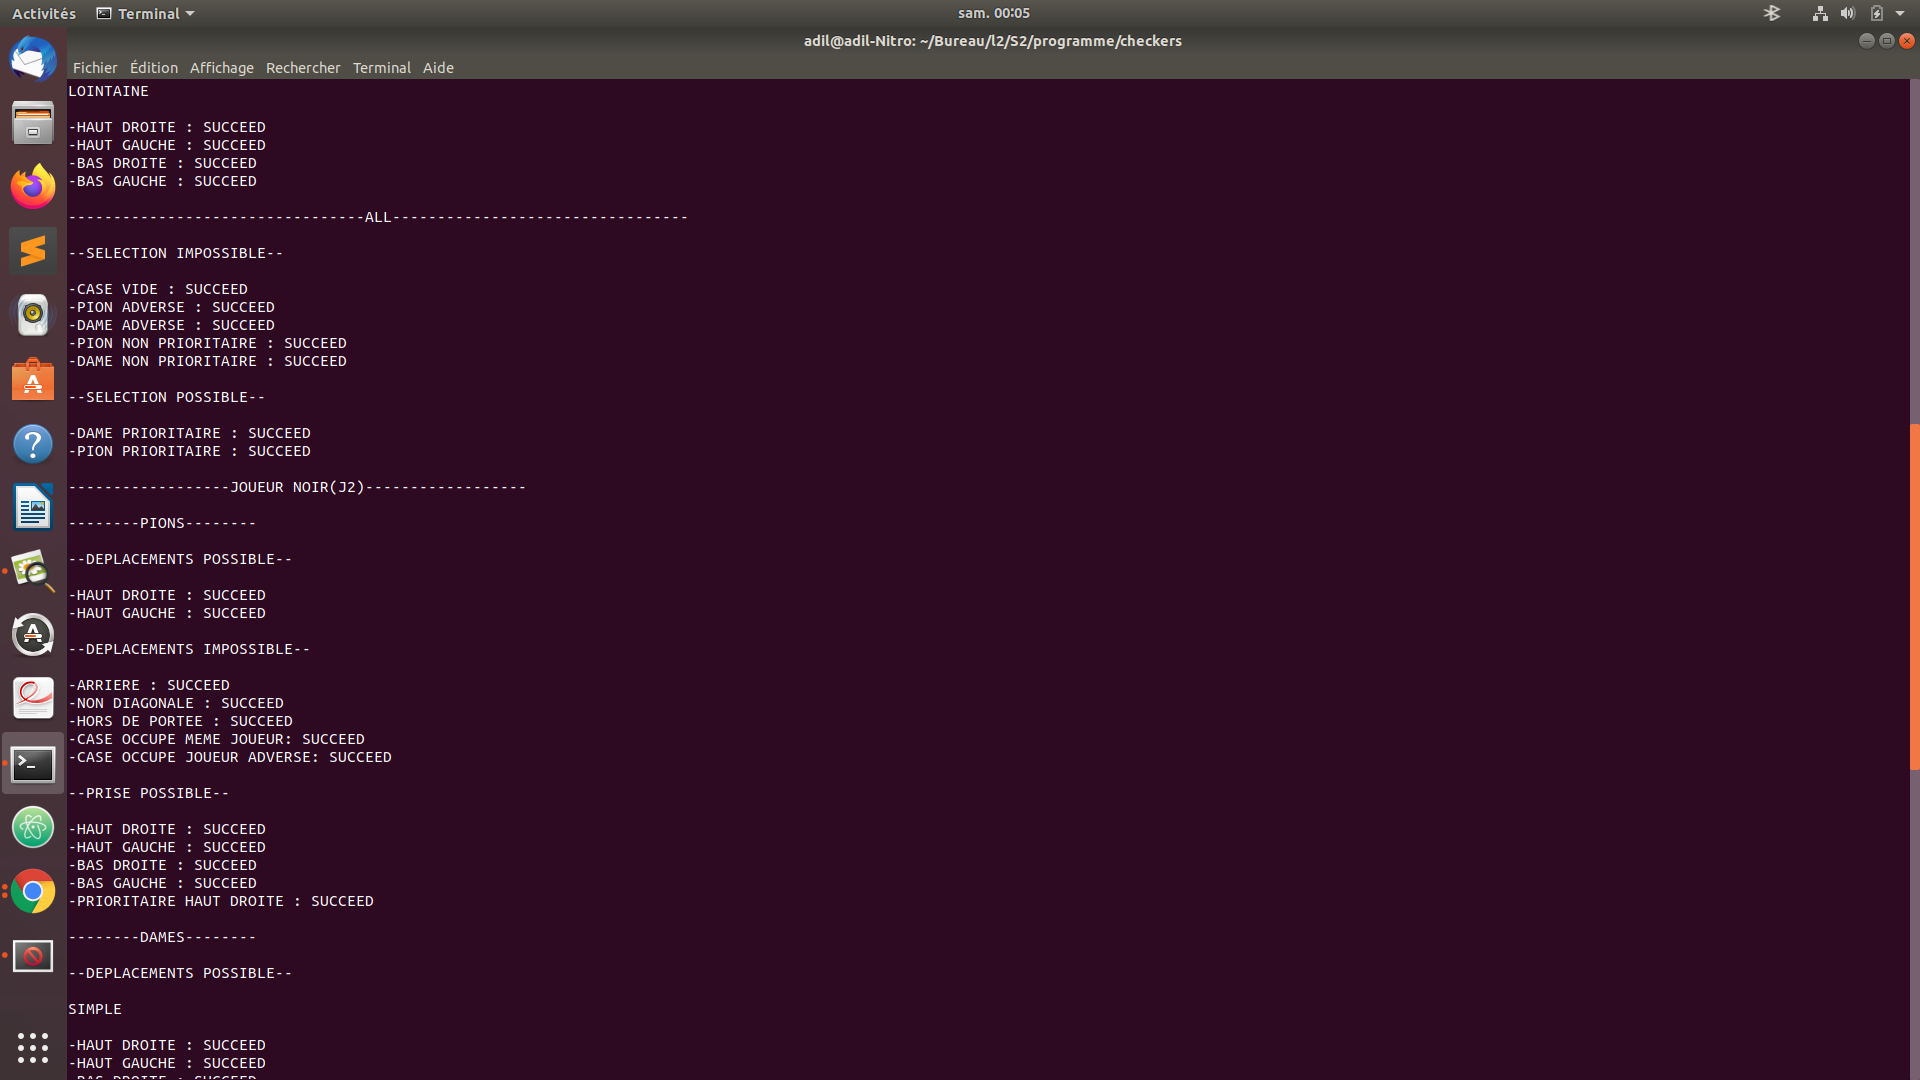 Activités Terminal sam. 00:05
adil@adil-Nitro: ~/Bureau/l2/S2/programme/checkers
Fichier Édition Affichage Rechercher Terminal Aide
LOINTAINE
-HAUT DROITE : SUCCEED
-HAUT GAUCHE : SUCCEED
-BAS DROITE : SUCCEED
-BAS GAUCHE : SUCCEED
---------------------------------ALL---------------------------------
--SELECTION IMPOSSIBLE--
-CASE VIDE : SUCCEED
-PION ADVERSE : SUCCEED
-DAME ADVERSE : SUCCEED
-PION NON PRIORITAIRE : SUCCEED
-DAME NON PRIORITAIRE : SUCCEED
--SELECTION POSSIBLE--
-DAME PRIORITAIRE : SUCCEED
-PION PRIORITAIRE : SUCCEED
------------------JOUEUR NOIR(J2)------------------
--------PIONS--------
--DEPLACEMENTS POSSIBLE--
-HAUT DROITE : SUCCEED
-HAUT GAUCHE : SUCCEED
--DEPLACEMENTS IMPOSSIBLE--
-ARRIERE : SUCCEED
-NON DIAGONALE : SUCCEED
-HORS DE PORTEE : SUCCEED
-CASE OCCUPE MEME JOUEUR: SUCCEED
-CASE OCCUPE JOUEUR ADVERSE: SUCCEED
--PRISE POSSIBLE--
-HAUT DROITE : SUCCEED
-HAUT GAUCHE : SUCCEED
-BAS DROITE : SUCCEED
-BAS GAUCHE : SUCCEED
-PRIORITAIRE HAUT DROITE : SUCCEED
--------DAMES--------
--DEPLACEMENTS POSSIBLE--
SIMPLE
-HAUT DROITE : SUCCEED
-HAUT GAUCHE : SUCCEED
-BAS DROITE : SUCCEED